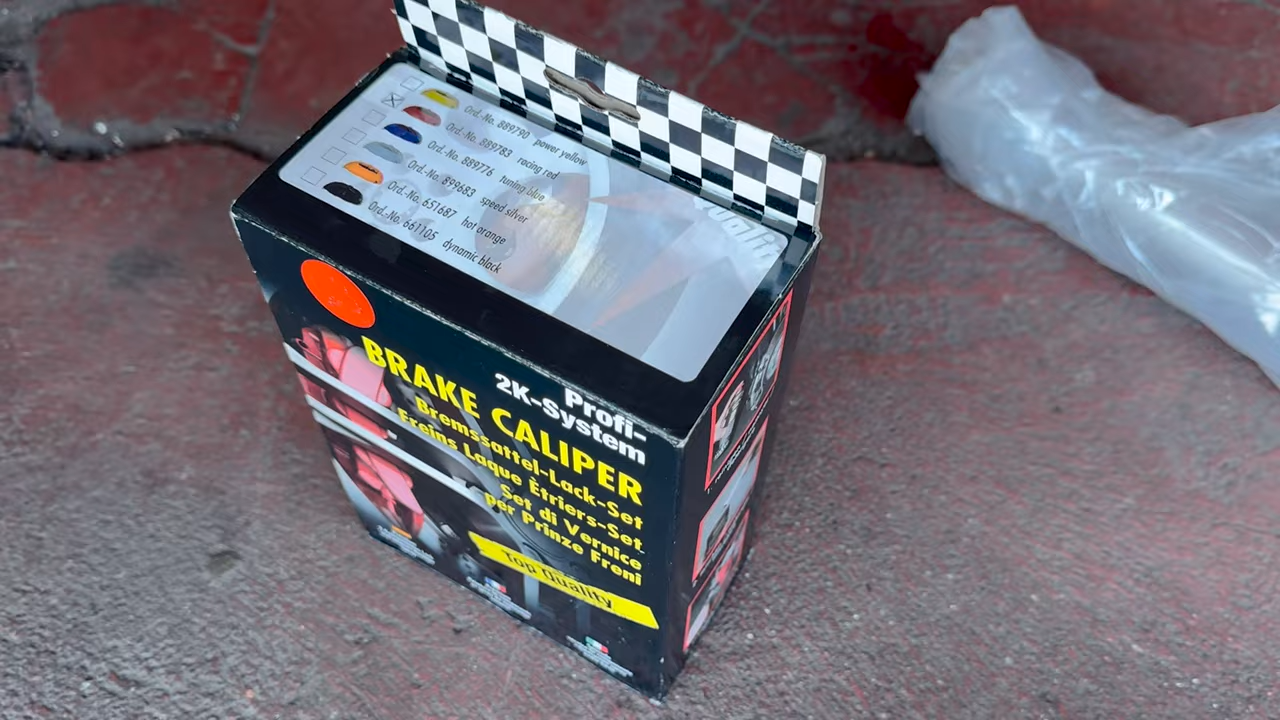 Ord.-No. 889790 power yellow
Ord.-No. 889783 racing red
Ord.-No. 889776 tuning blue
Ord.-No. 899683 speed silver
Ord.-No. 651687 hot orange
Ord.-No. 661105 dynamic black
Profi-
2K-System
BRAKE CALIPER
Bremssattel-Lack-Set
Freins Laque Ètriers-Set
Set di Vernice
per Prinze Freni
Top Quality